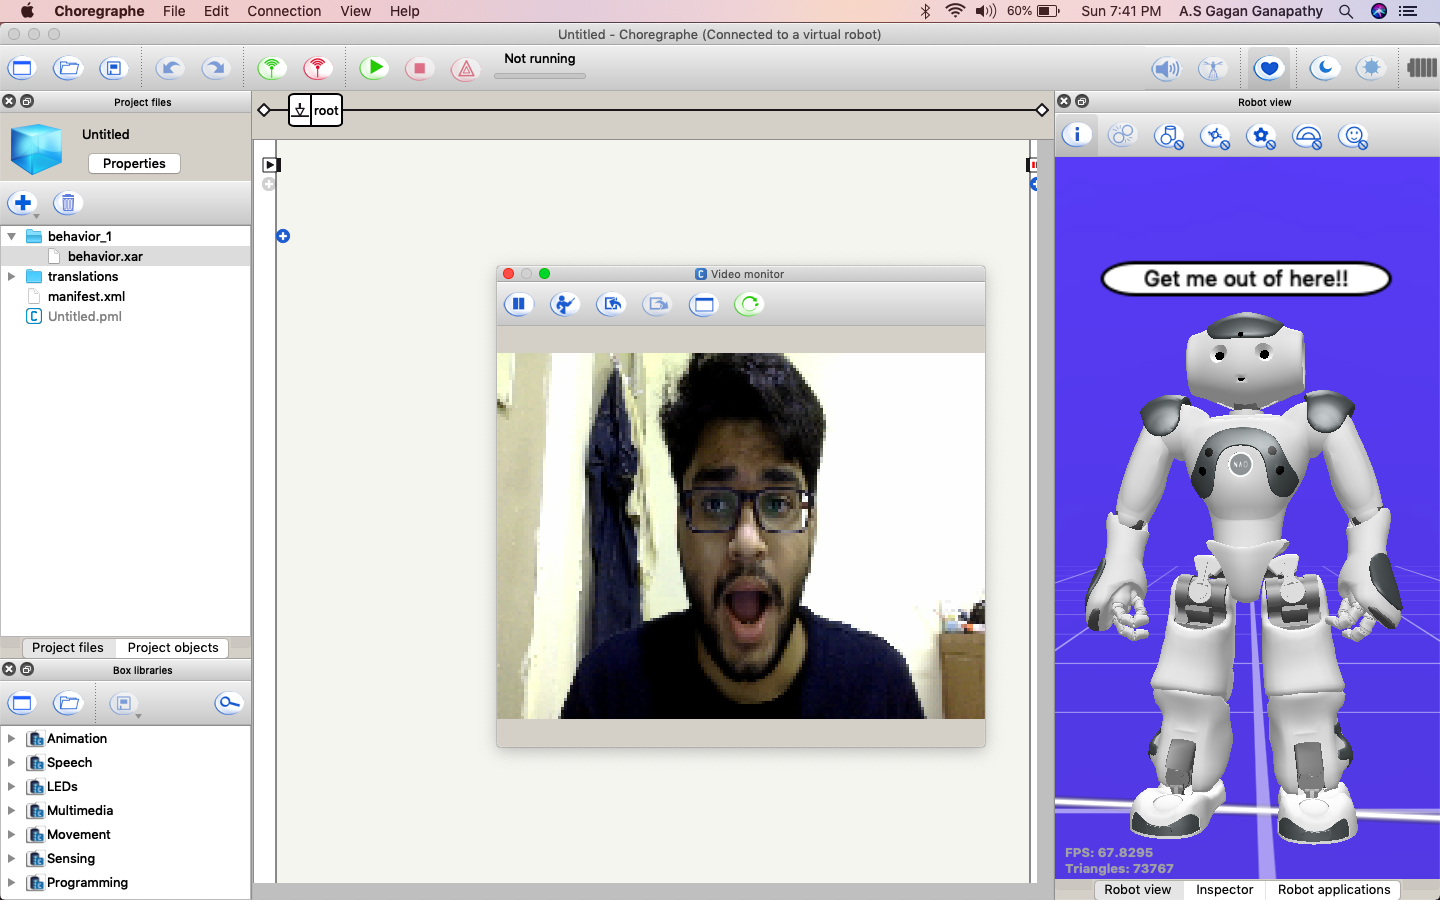 Choregraphe File Edit Connection View Help 60% Sun 7:41 PM A.S Gagan Ganapathy
Untitled - Choregraphe (Connected to a virtual robot)
Not running
Project files
Untitled
Properties
behavior_1
behavior.xar
translations
manifest.xml
Untitled.pml
Project files Project objects
Box libraries
Animation
Speech
LEDs
Multimedia
Movement
Sensing
Programming
root
Video monitor
Robot view
Get me out of here!!
NAO
FPS: 67.8295
Triangles: 73767
Robot view Inspector Robot applications